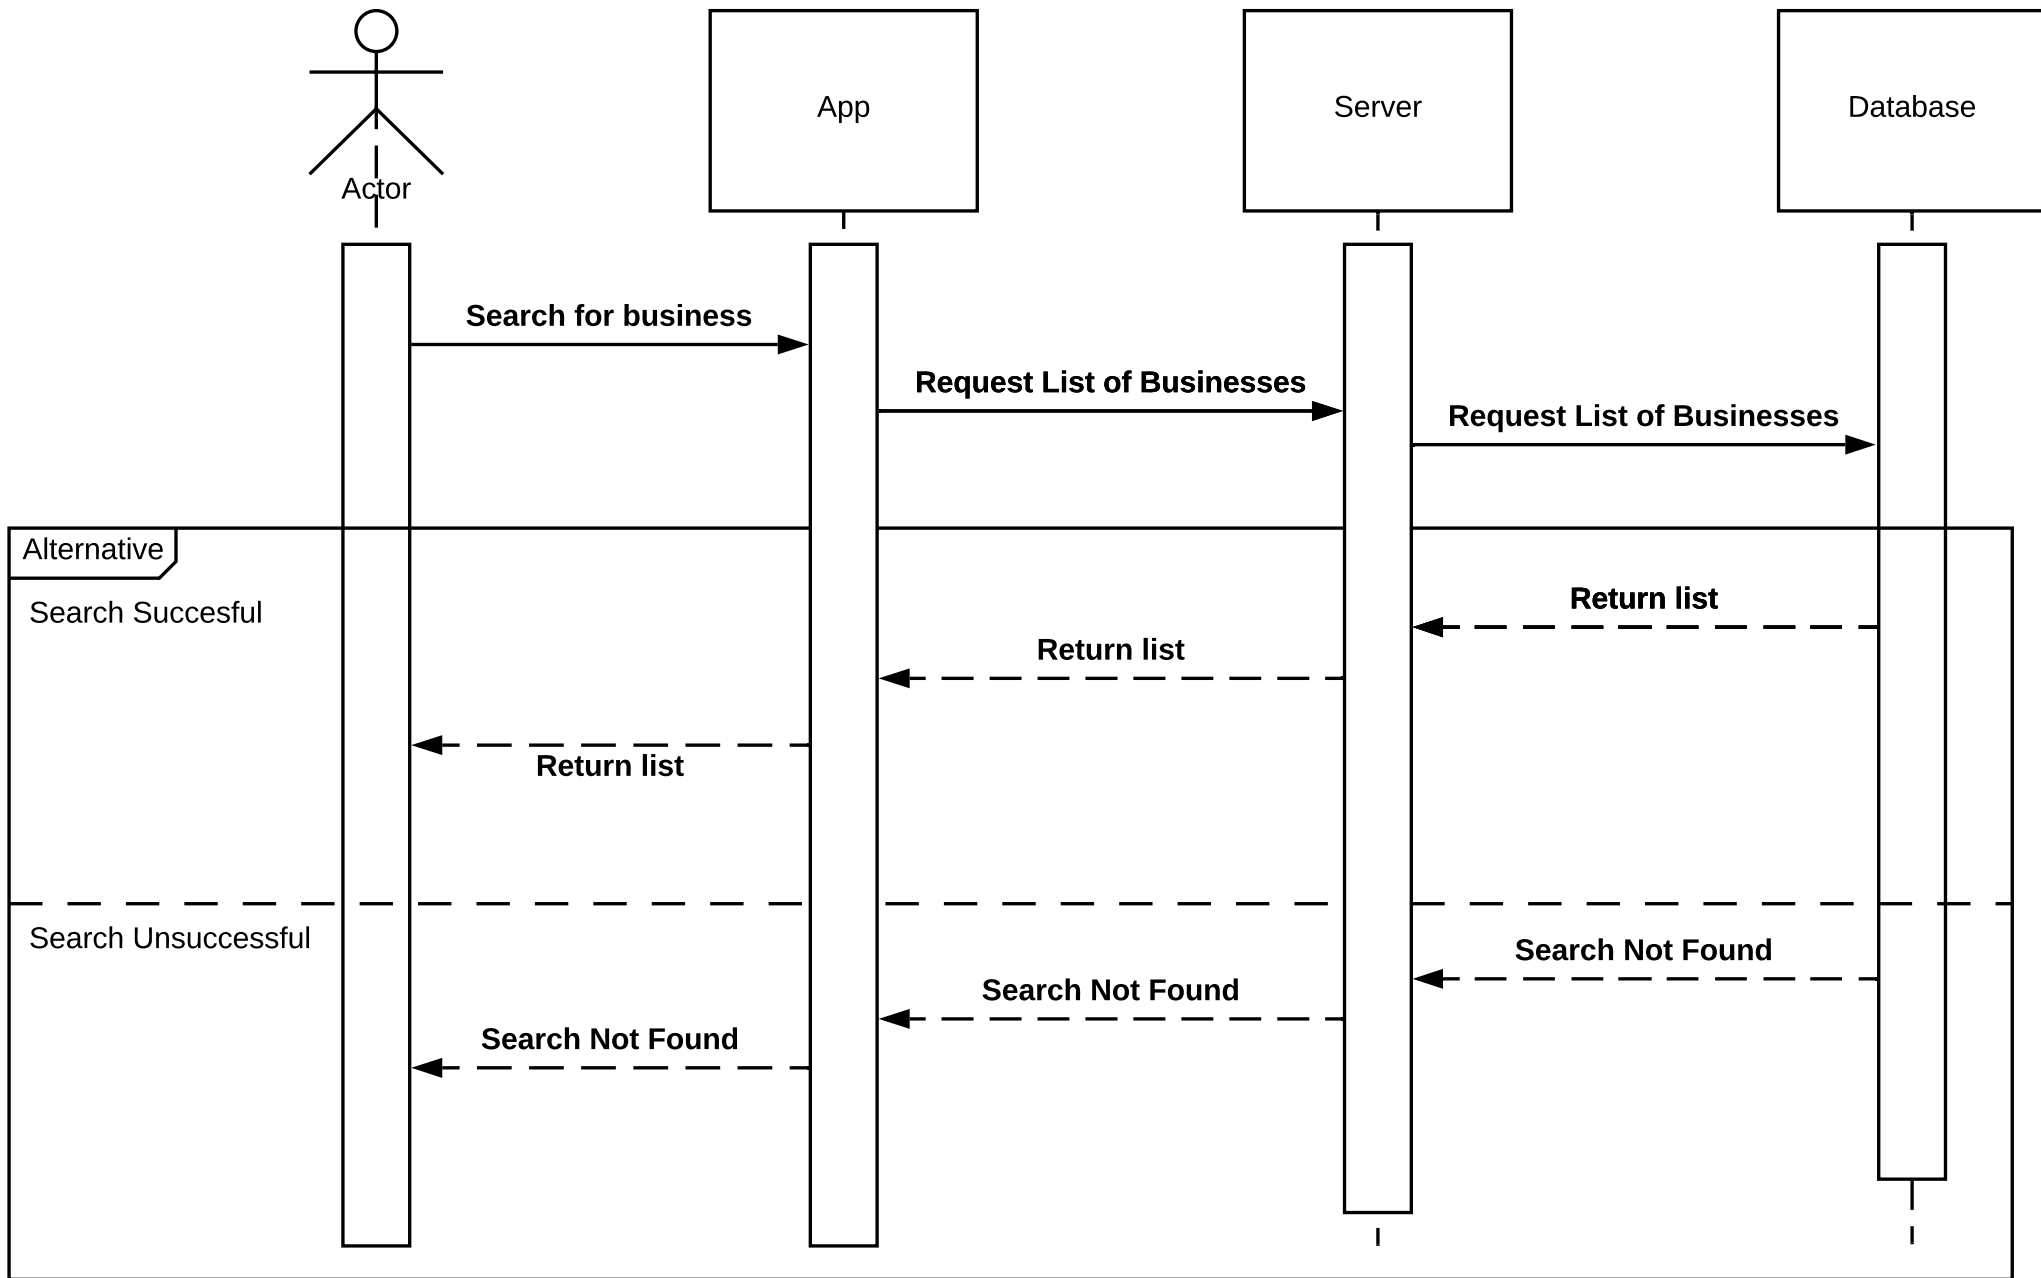 Actor
App
Server
Database
Search for business
Request List of Businesses
Request List of Businesses
Alternative
Search Succesful
Return list
Return list
Return list
Search Unsuccessful
Search Not Found
Search Not Found
Search Not Found